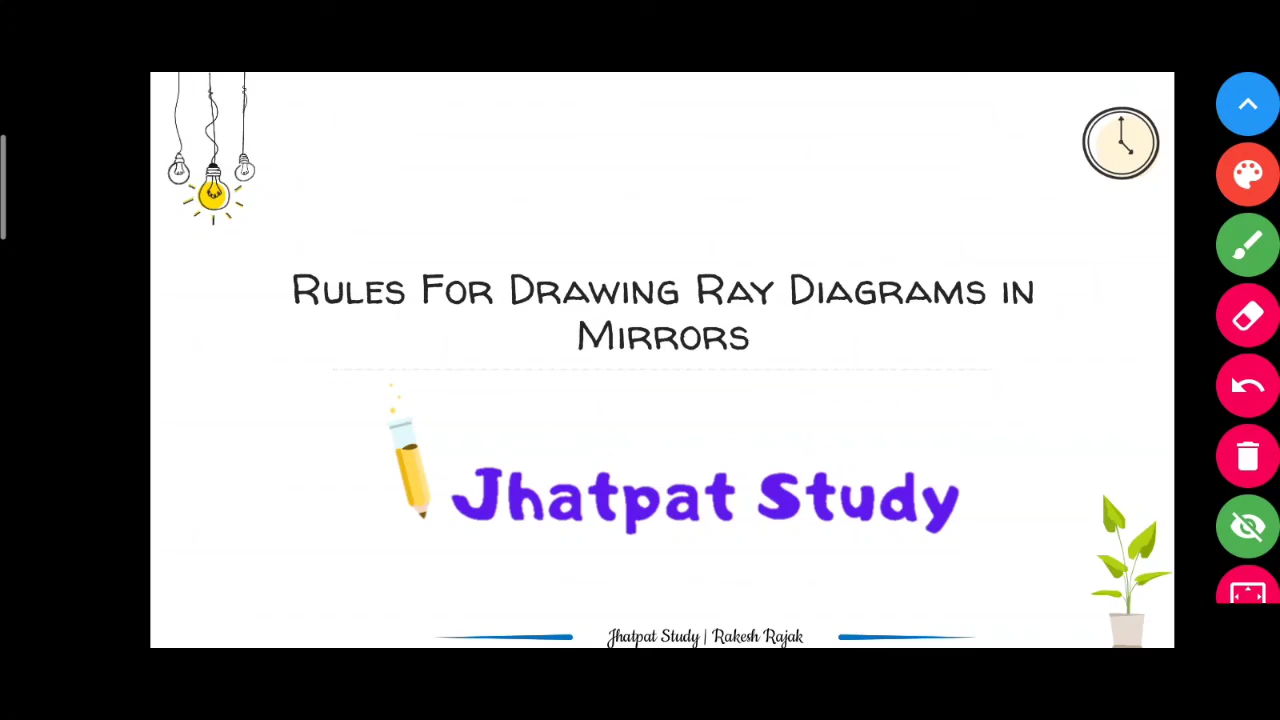 Rules For Drawing Ray Diagrams in
Mirrors
Jhatpat Study
Jhatpat Study | Rakesh Rajak